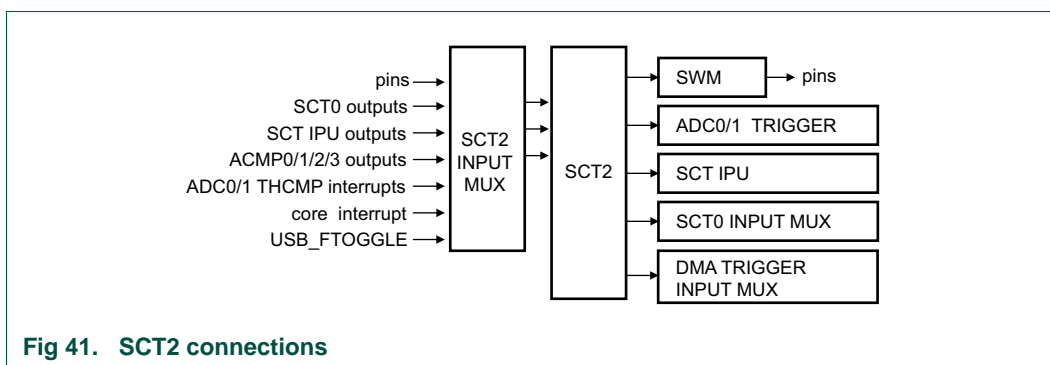 pins
SCT0 outputs
SCT IPU outputs
ACMP0/1/2/3 outputs
ADC0/1 THCMP interrupts
core interrupt
USB_FTOGGLE
SCT2
INPUT
MUX
SCT2
SWM
pins
ADC0/1 TRIGGER
SCT IPU
SCT0 INPUT MUX
DMA TRIGGER
INPUT MUX
Fig 41. SCT2 connections